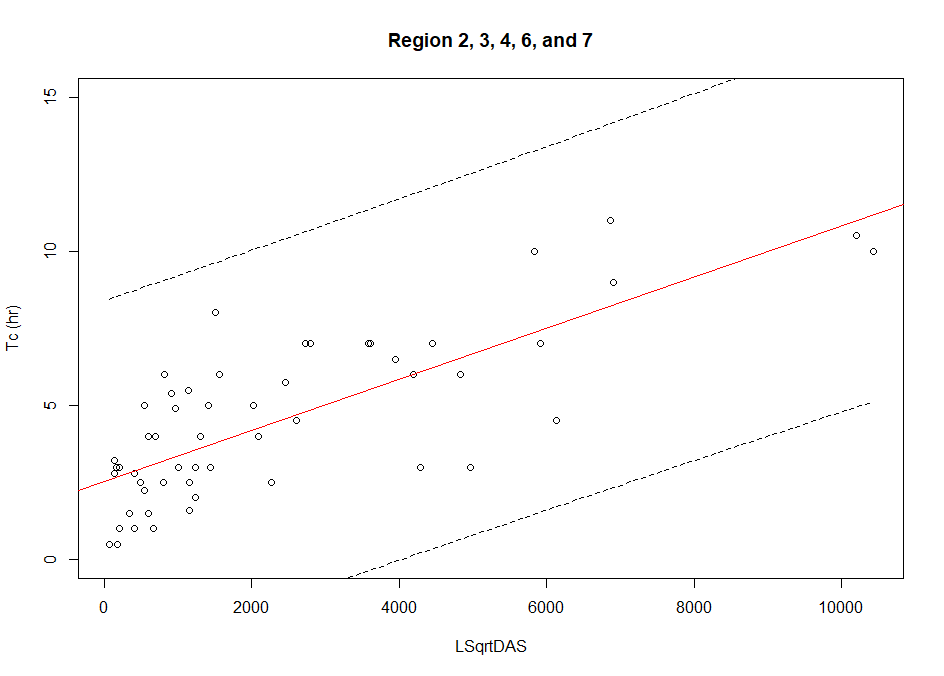 Region 2, 3, 4, 6, and 7
15
10
5
0
Tc (hr)
0 2000 4000 6000 8000 10000
LSqrtDAS